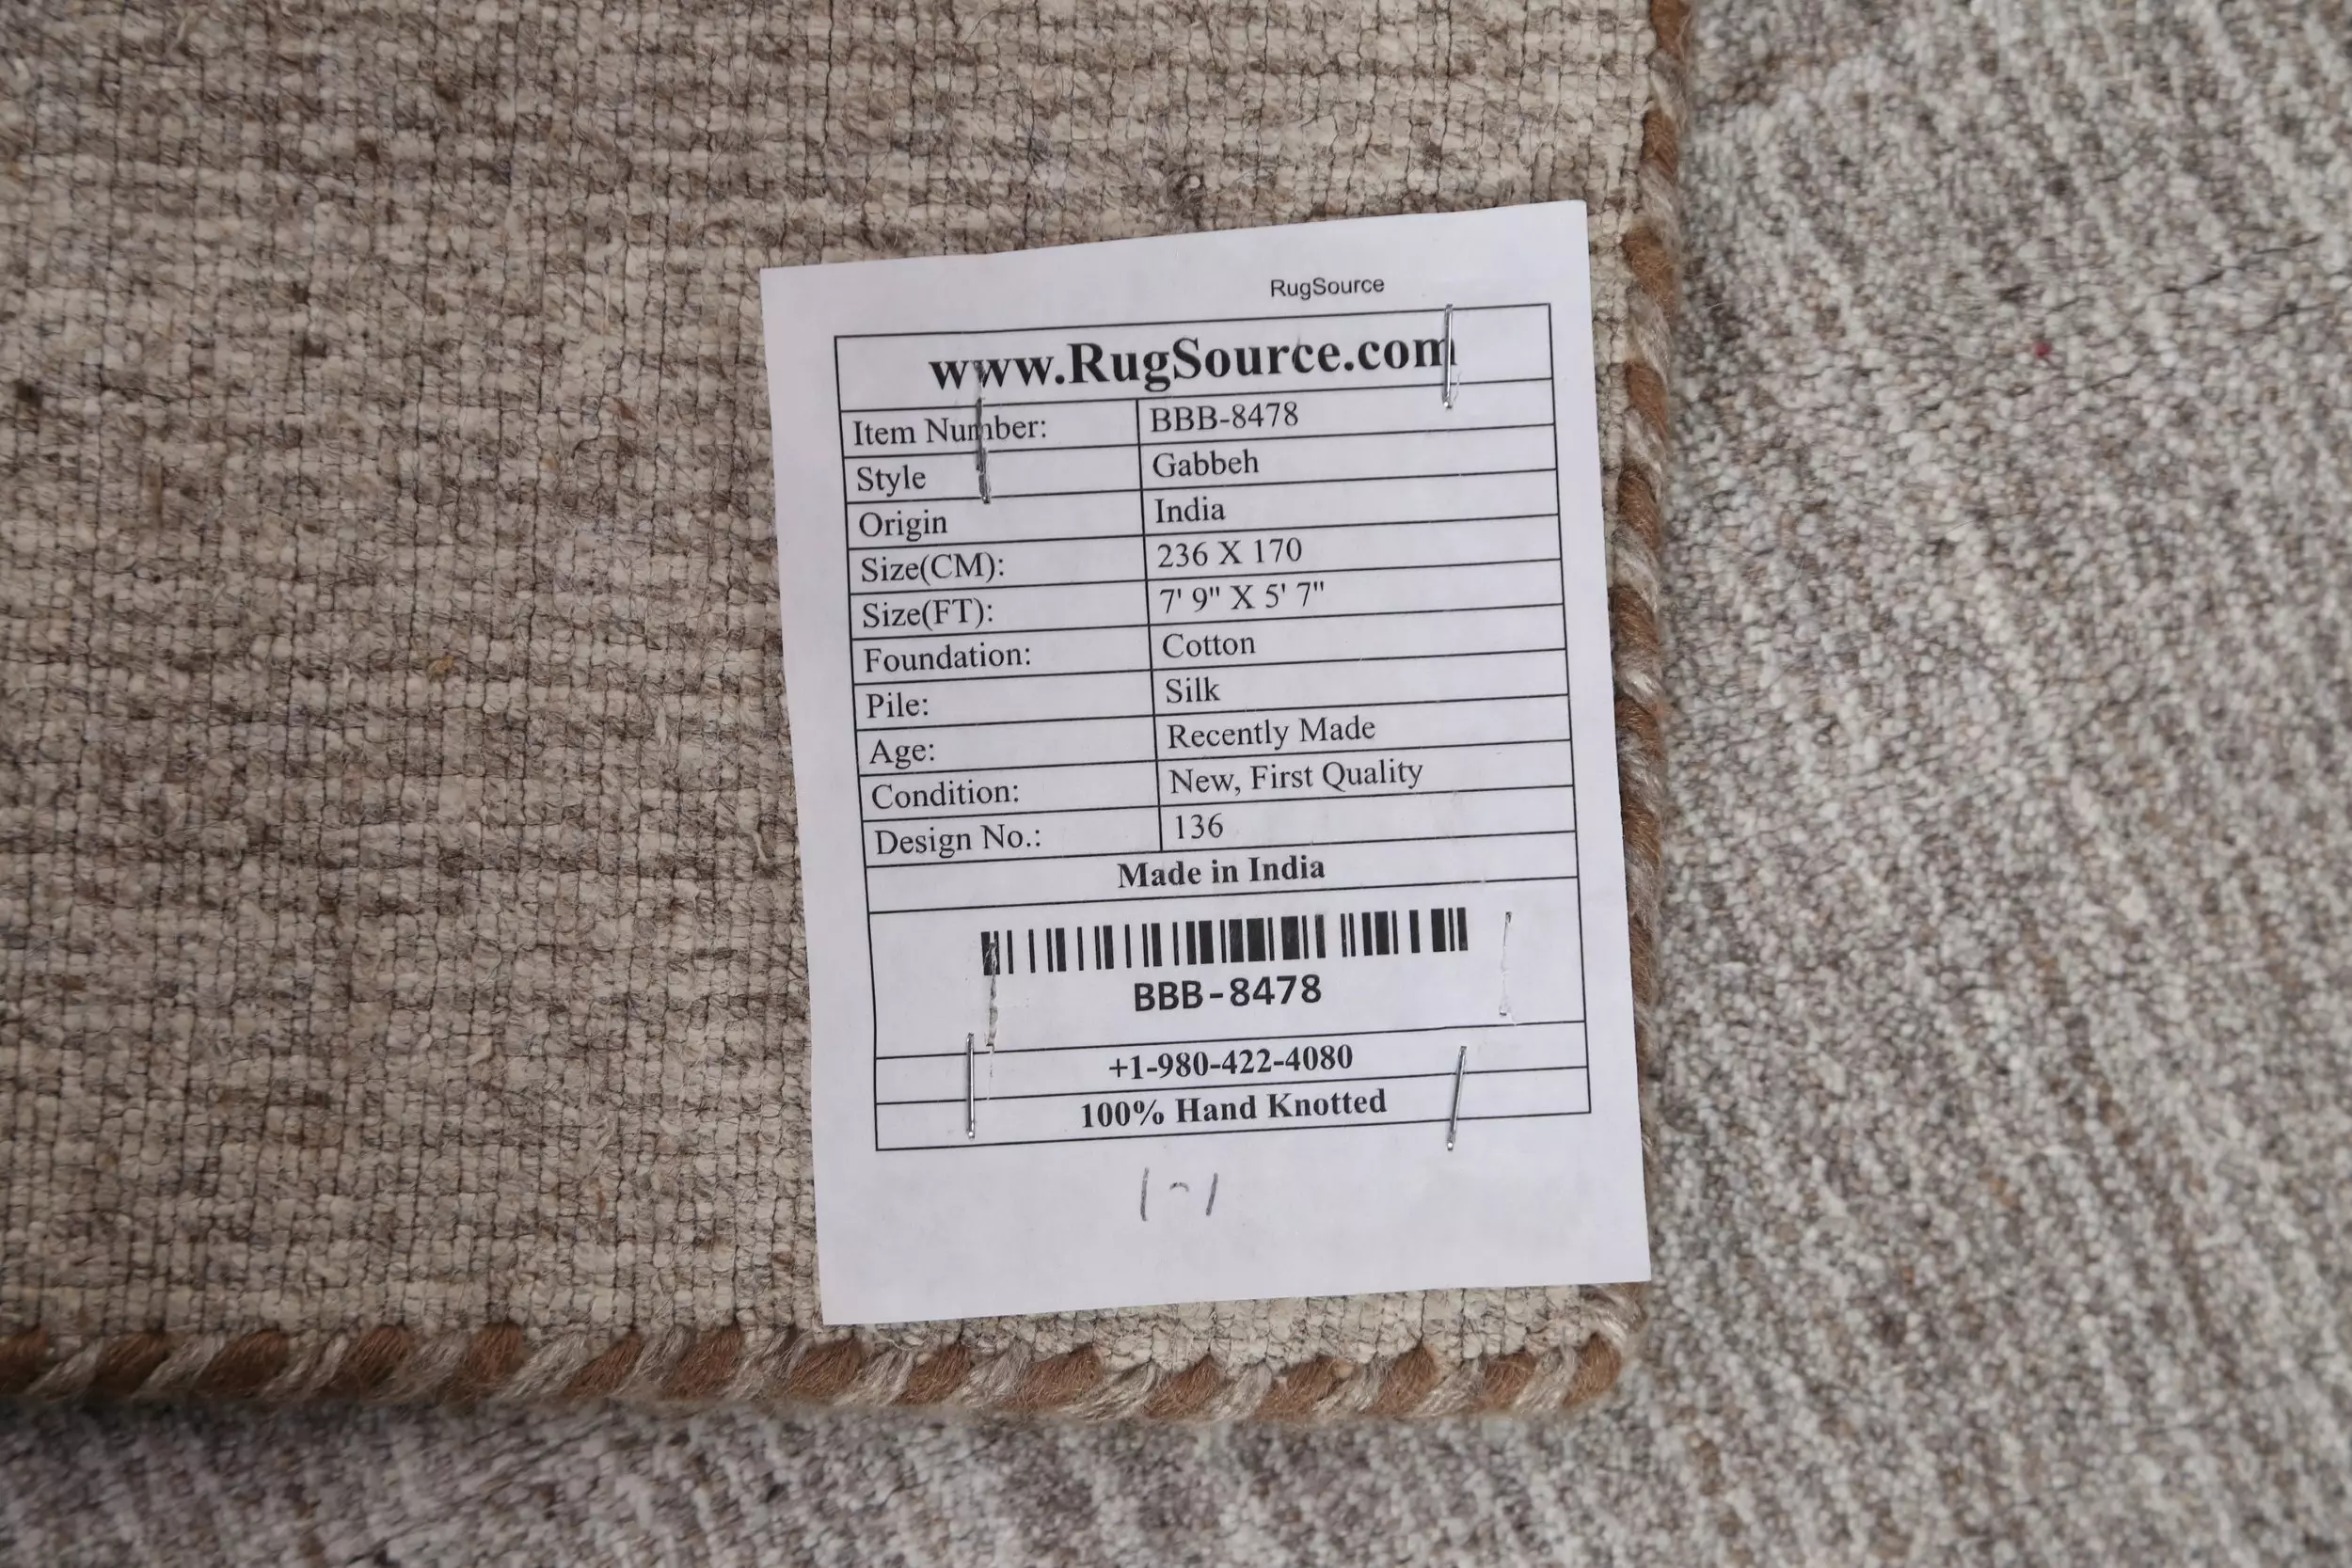 RugSource
www.RugSource.com
Item Number: BBB-8478
Style Gabbeh
Origin India
Size(CM): 236 X 170
Size(FT): 7' 9" X 5' 7"
Foundation: Cotton
Pile: Silk
Age: Recently Made
Condition: New, First Quality
Design No.: 136
Made in India
BBB-8478
+1-980-422-4080
100% Hand Knotted
1-1